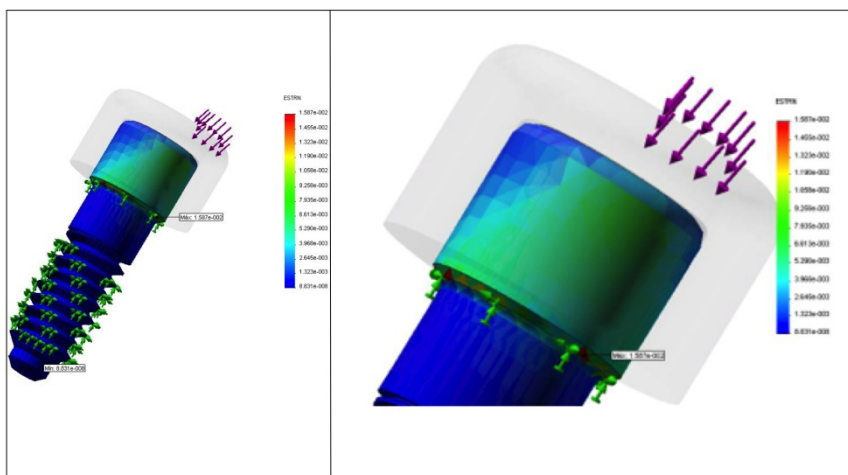 ESTRN
1.587e-002
1.455e-002
1.323e-002
1.190e-002
1.058e-002
9.258e-003
7.935e-003
6.613e-003
5.290e-003
3.968e-003
2.645e-003
1.323e-003
8.831e-008
Máx: 1.587e-002
Mín: 8.831e-008
ESTRN
1.587e-002
1.455e-002
1.323e-002
1.190e-002
1.058e-002
9.258e-003
7.935e-003
6.613e-003
5.290e-003
3.968e-003
2.645e-003
1.323e-003
8.831e-008
Máx: 1.587e-002